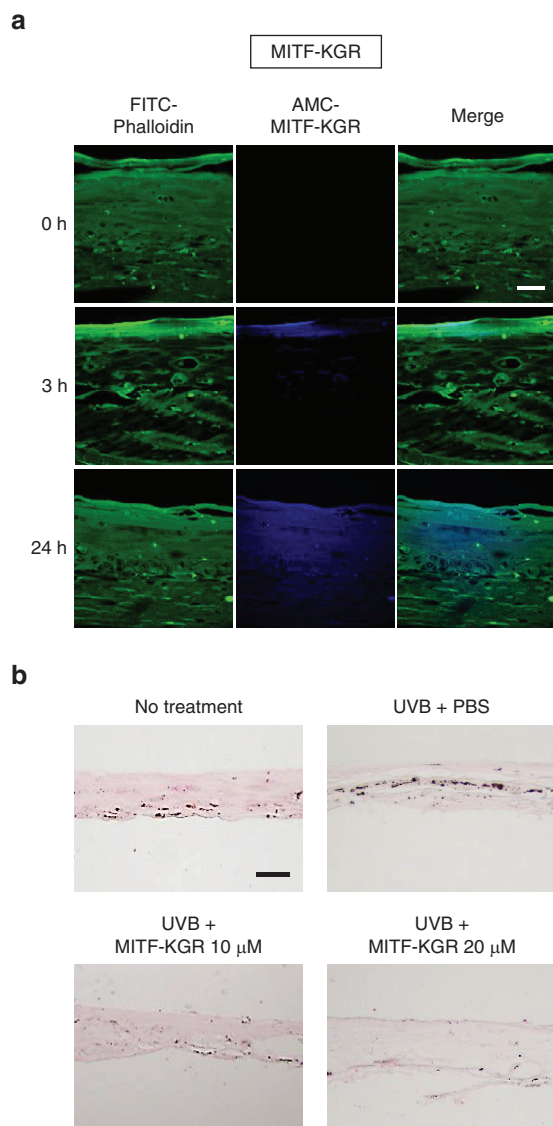 a
MITF-KGR
FITC-
Phalloidin
AMC-
MITF-KGR
Merge
0 h
3 h
24 h
b
No treatment
UVB + PBS
UVB +
MITF-KGR 10 μM
UVB +
MITF-KGR 20 μM